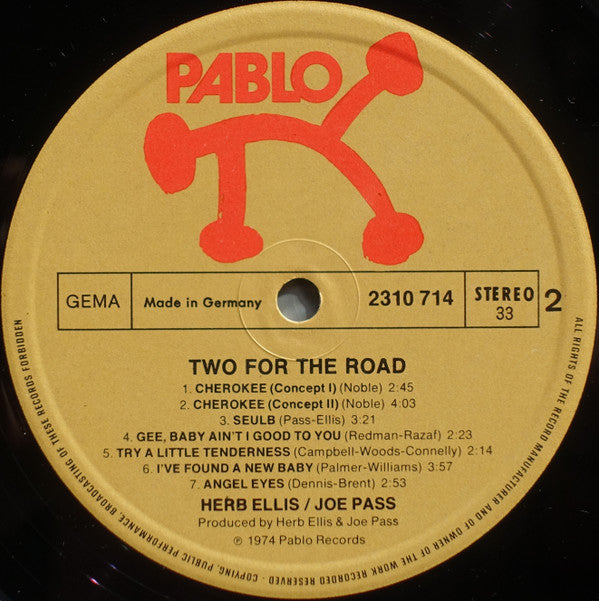 PABLO
GEMA
Made in Germany
2310 714
STEREO
33
2
TWO FOR THE ROAD
1. CHEROKEE (Concept I) (Noble) 2:45
2. CHEROKEE (Concept II) (Noble) 4:03
3. SEULB (Pass-Ellis) 3:21
4. GEE, BABY AIN'T I GOOD TO YOU (Redman-Razaf) 2:23
5. TRY A LITTLE TENDERNESS (Campbell-Woods-Connelly) 2:14
6. I'VE FOUND A NEW BABY (Palmer-Williams) 3:57
7. ANGEL EYES (Dennis-Brent) 2:53
HERB ELLIS / JOE PASS
Produced by Herb Ellis & Joe Pass
℗ 1974 Pablo Records
ALL RIGHTS OF THE RECORD MANUFACTURER AND OF OWNER OF THE WORK RECORDED RESERVED - COPYING, PUBLIC PERFORMANCE, BROADCASTING OF THESE RECORDS FORBIDDEN